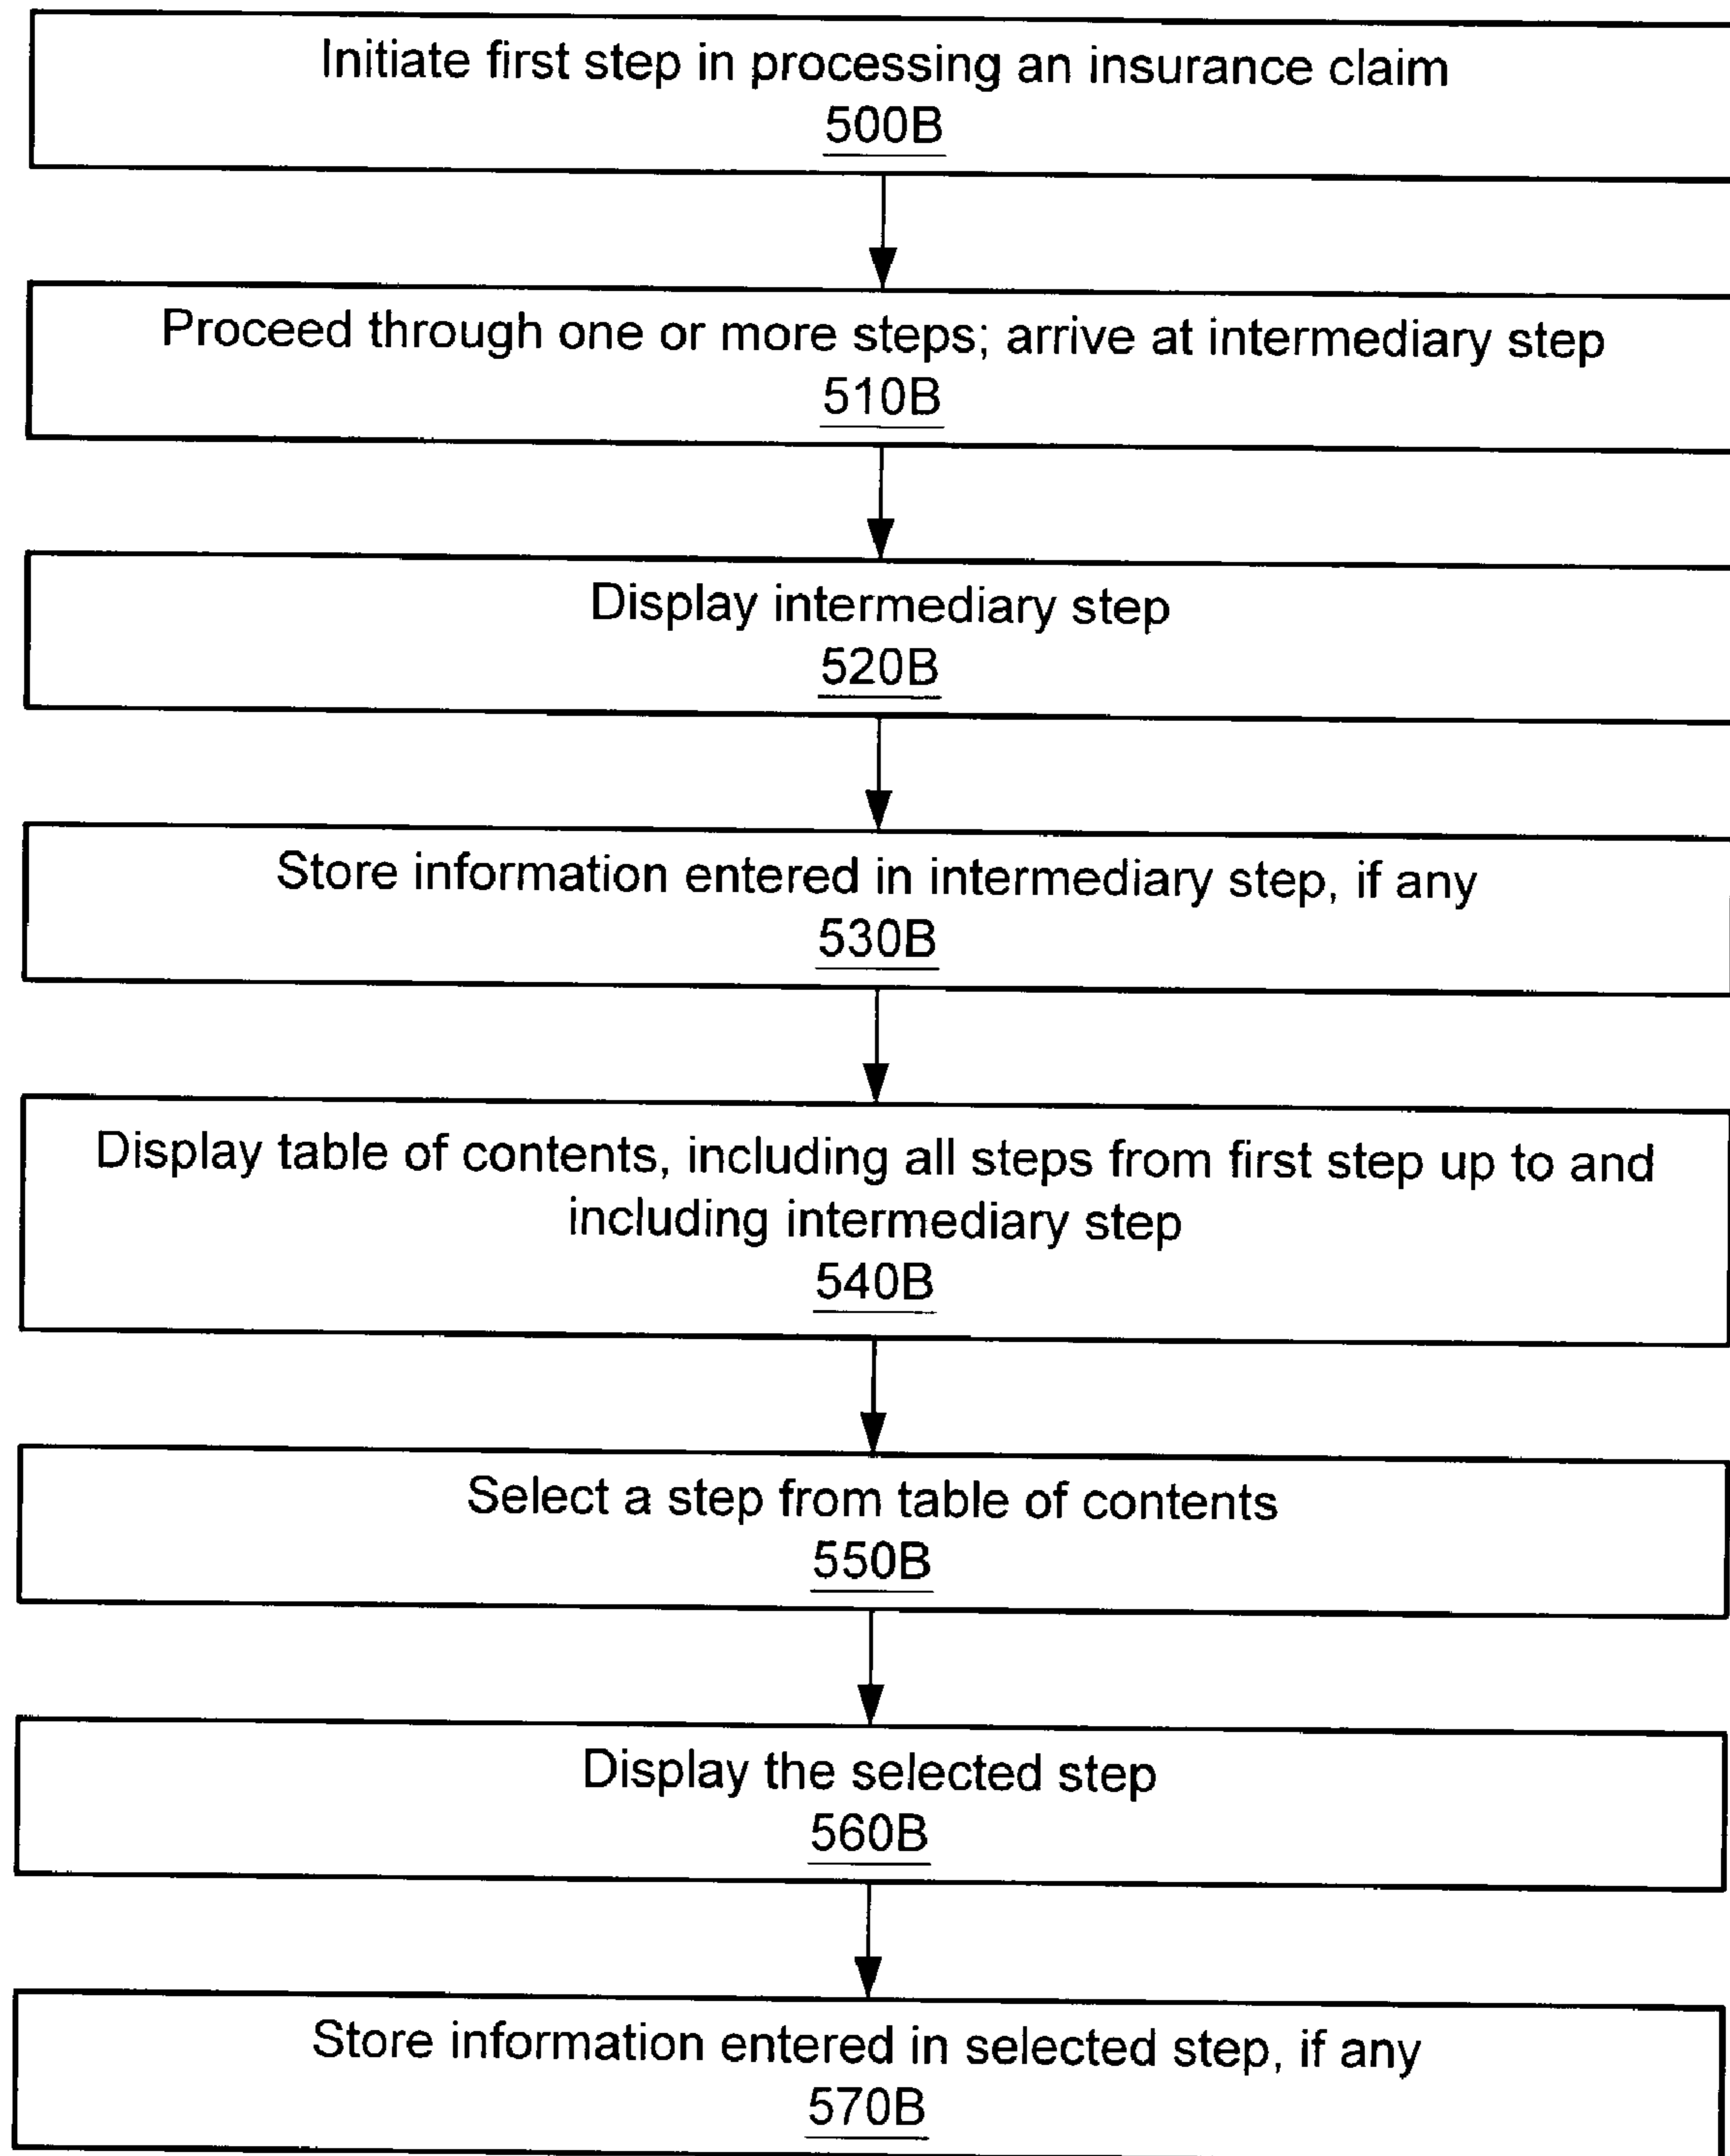 Initiate first step in processing an insurance claim
500B
Proceed through one or more steps; arrive at intermediary step
510B
Display intermediary step
520B
Store information entered in intermediary step, if any
530B
Display table of contents, including all steps from first step up to and
including intermediary step
540B
Select a step from table of contents
550B
Display the selected step
560B
Store information entered in selected step, if any
570B